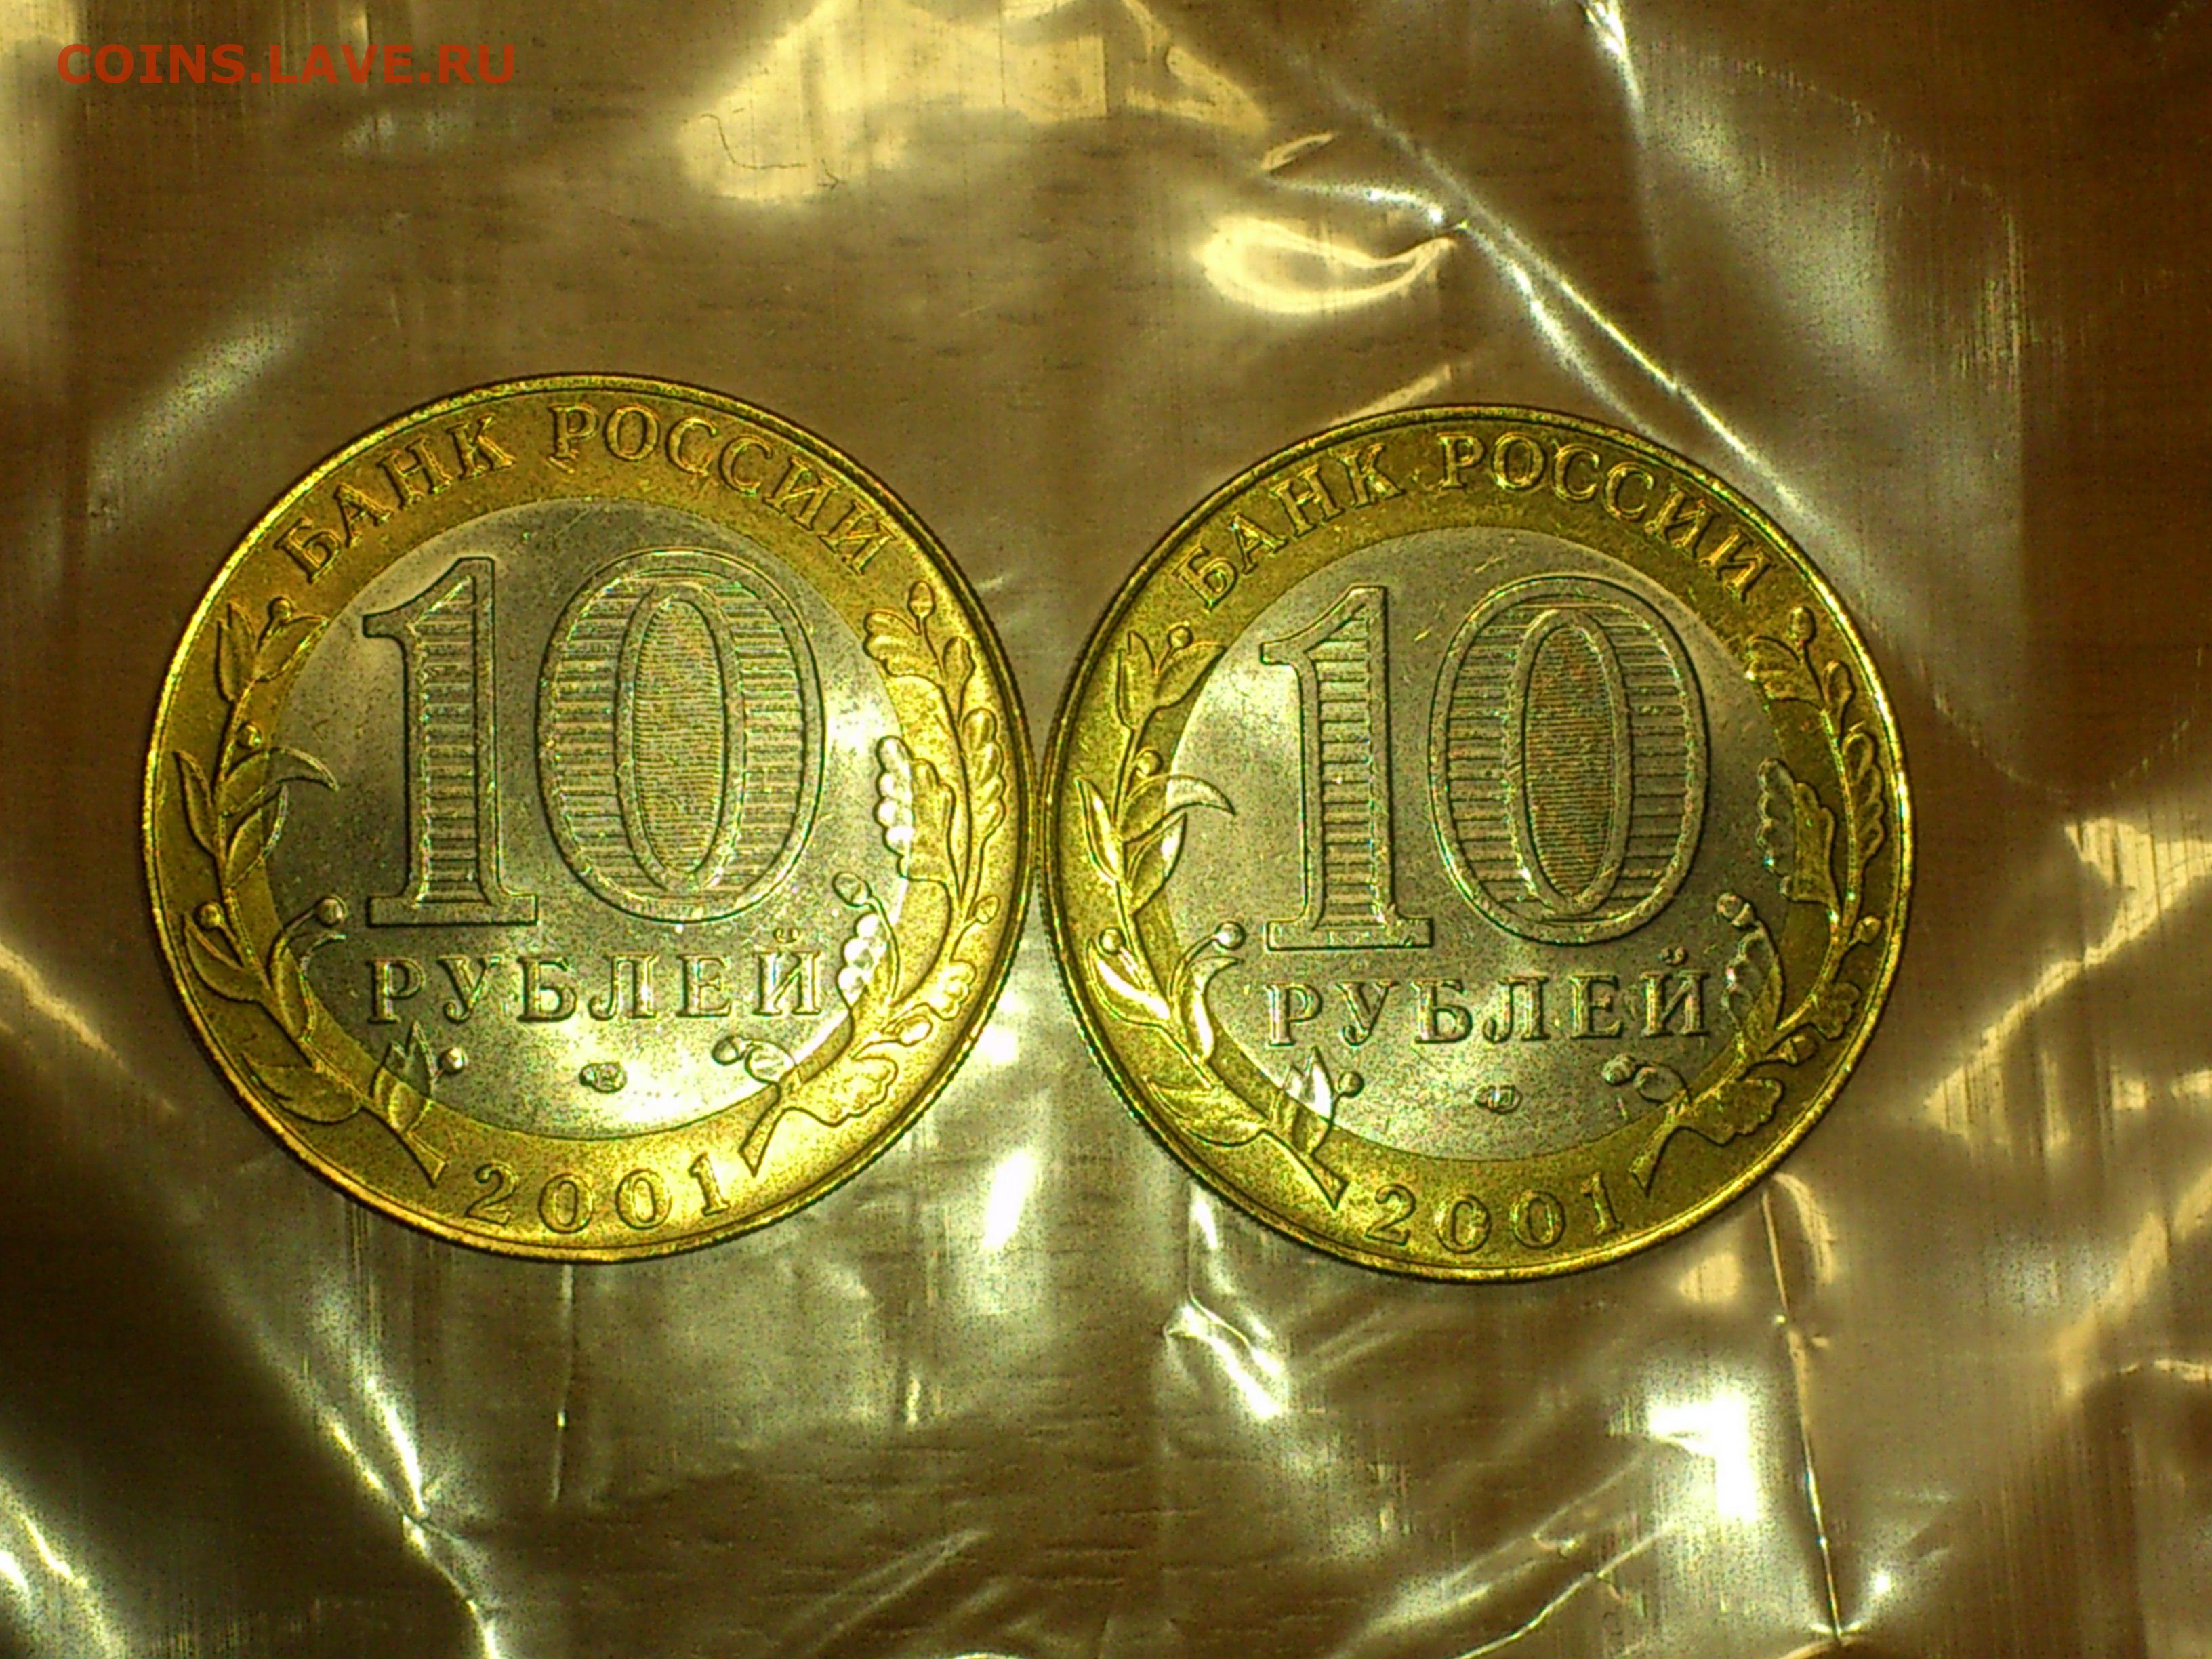 COINS.LAVE.RU
БАНК РОССИИ
10
РУБЛЕЙ
2001
БАНК РОССИИ
10
РУБЛЕЙ
2001